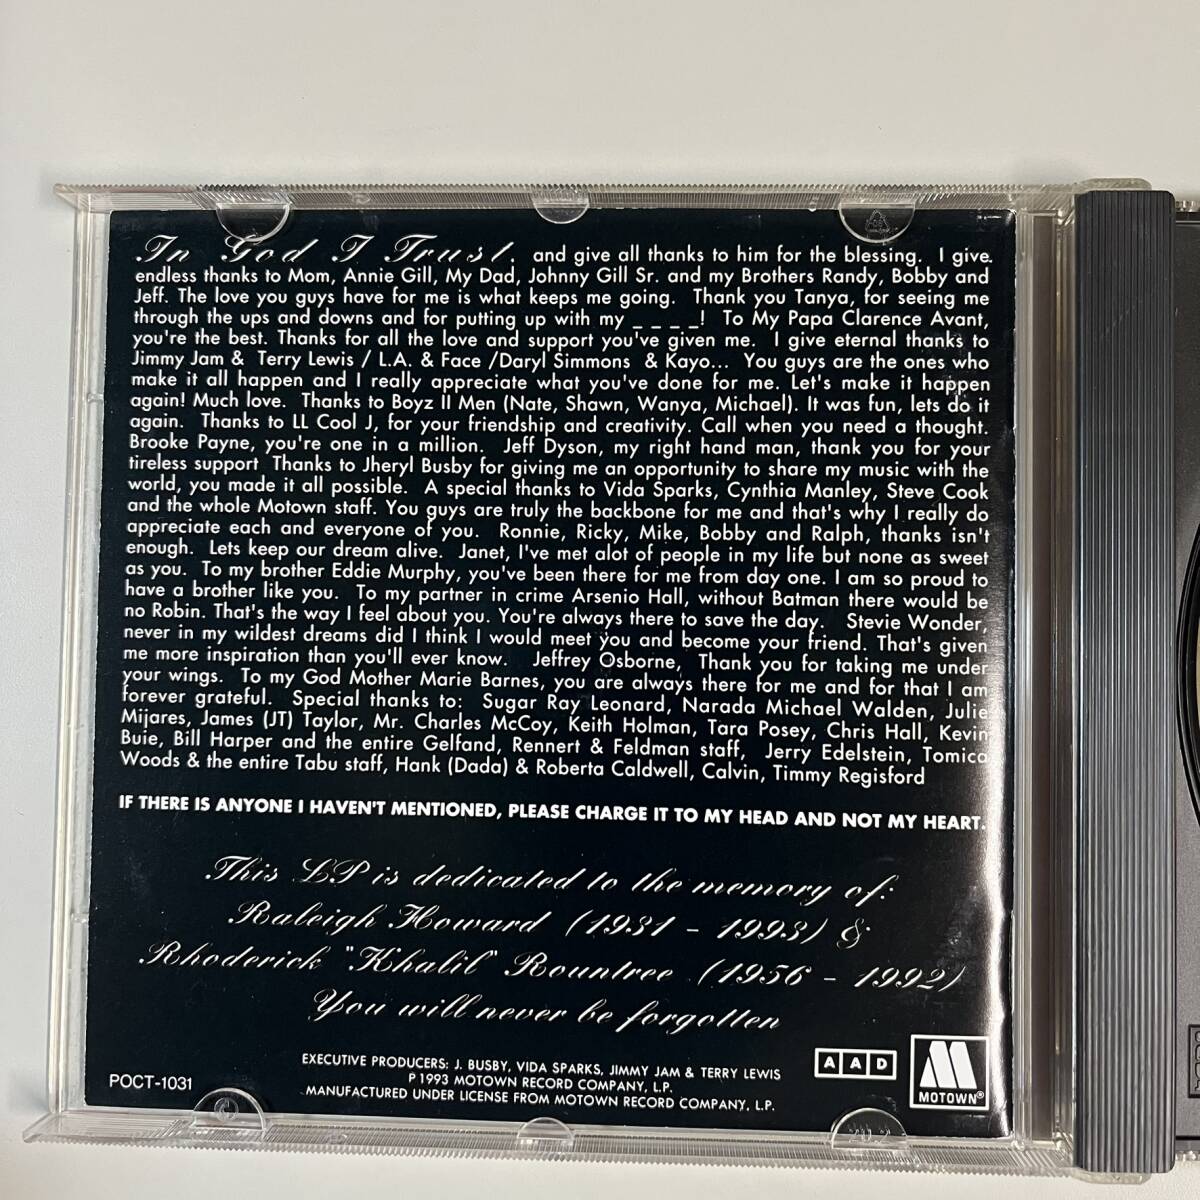 In God I Trust. and give all thanks to him for the blessing. I give
endless thanks to Mom, Annie Gill, My Dad, Johnny Gill Sr. and my Brothers Randy, Bobby and
Jeff. The love you guys have for me is what keeps me going. Thank you Tanya, for seeing me
through the ups and downs and for putting up with my _ _ _ _! To My Papa Clarence Avant,
you're the best. Thanks for all the love and support you've given me. I give eternal thanks to
Jimmy Jam & Terry Lewis / L.A. & Face /Daryl Simmons & Kayo... You guys are the ones who
make it all happen and I really appreciate what you've done for me. Let's make it happen
again! Much love. Thanks to Boyz II Men (Nate, Shawn, Wanya, Michael). It was fun, lets do it
again. Thanks to LL Cool J, for your friendship and creativity. Call when you need a thought.
Brooke Payne, you're one in a million. Jeff Dyson, my right hand man, thank you for your
tireless support Thanks to Jheryl Busby for giving me an opportunity to share my music with the
world, you made it all possible. A special thanks to Vida Sparks, Cynthia Manley, Steve Cook
and the whole Motown staff. You guys are truly the backbone for me and that's why I really do
appreciate each and everyone of you. Ronnie, Ricky, Mike, Bobby and Ralph, thanks isn't
enough. Lets keep our dream alive. Janet, I've met alot of people in my life but none as sweet
as you. To my brother Eddie Murphy, you've been there for me from day one. I am so proud to
have a brother like you. To my partner in crime Arsenio Hall, without Batman there would be
no Robin. That's the way I feel about you. You're always there to save the day. Stevie Wonder,
never in my wildest dreams did I think I would meet you and become your friend. That's given
me more inspiration than you'll ever know. Jeffrey Osborne, Thank you for taking me under
your wings. To my God Mother Marie Barnes, you are always there for me and for that I am
forever grateful. Special thanks to: Sugar Ray Leonard, Narada Michael Walden, Julie
Mijares, James (JT) Taylor, Mr. Charles McCoy, Keith Holman, Tara Posey, Chris Hall, Kevin
Buie, Bill Harper and the entire Gelfand, Rennert & Feldman staff, Jerry Edelstein, Tomica
Woods & the entire Tabu staff, Hank (Dada) & Roberta Caldwell, Calvin, Timmy Regisford
IF THERE IS ANYONE I HAVEN'T MENTIONED, PLEASE CHARGE IT TO MY HEAD AND NOT MY HEART.
This LP is dedicated to the memory of:
Raleigh Howard (1931 - 1993) &
Rhoderick "Khalil" Rountree (1956 - 1992)
You will never be forgotten
EXECUTIVE PRODUCERS: J. BUSBY, VIDA SPARKS, JIMMY JAM & TERRY LEWIS
P 1993 MOTOWN RECORD COMPANY, L.P.
MANUFACTURED UNDER LICENSE FROM MOTOWN RECORD COMPANY, L.P.
POCT-1031
AAD
M
MOTOWN®